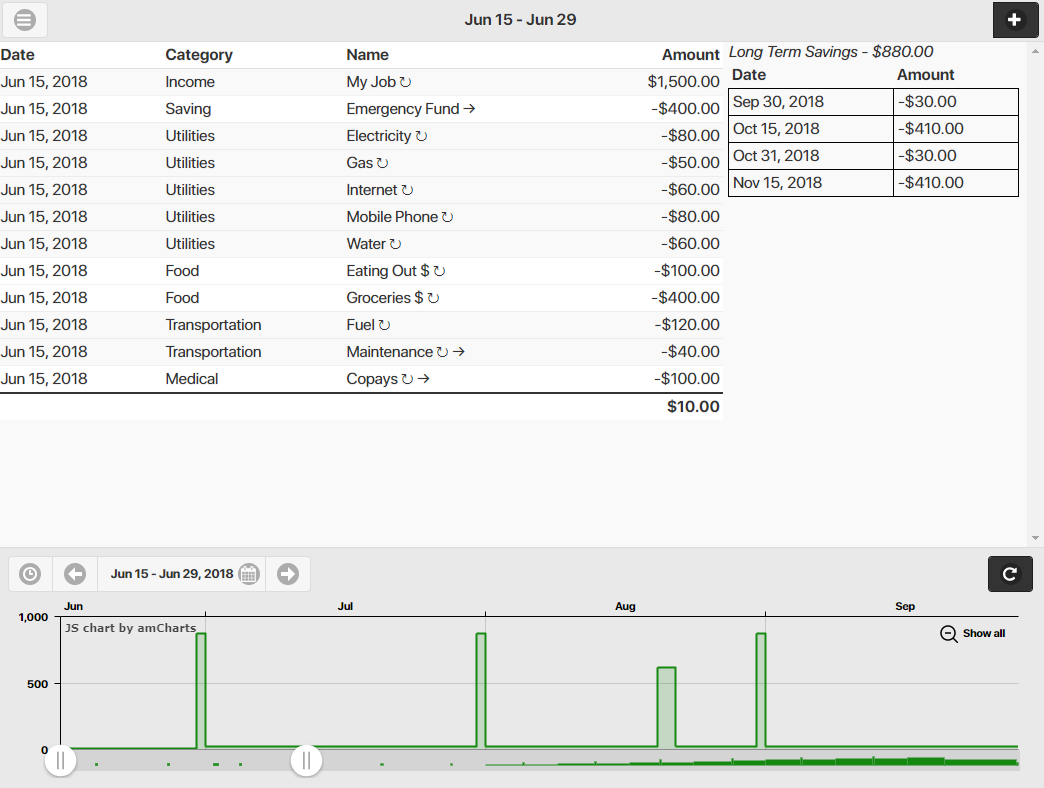 Jun 15 - Jun 29
Date Category Name Amount
Jun 15, 2018 Income My Job ↻ $1,500.00
Jun 15, 2018 Saving Emergency Fund → -$400.00
Jun 15, 2018 Utilities Electricity ↻ -$80.00
Jun 15, 2018 Utilities Gas ↻ -$50.00
Jun 15, 2018 Utilities Internet ↻ -$60.00
Jun 15, 2018 Utilities Mobile Phone ↻ -$80.00
Jun 15, 2018 Utilities Water ↻ -$60.00
Jun 15, 2018 Food Eating Out $ ↻ -$100.00
Jun 15, 2018 Food Groceries $ ↻ -$400.00
Jun 15, 2018 Transportation Fuel ↻ -$120.00
Jun 15, 2018 Transportation Maintenance ↻ → -$40.00
Jun 15, 2018 Medical Copays ↻ → -$100.00
$10.00
Long Term Savings - $880.00
Date Amount
Sep 30, 2018 -$30.00
Oct 15, 2018 -$410.00
Oct 31, 2018 -$30.00
Nov 15, 2018 -$410.00
Jun 15 - Jun 29, 2018
Jun Jul Aug Sep
1,000
JS chart by amCharts
Show all
500
0